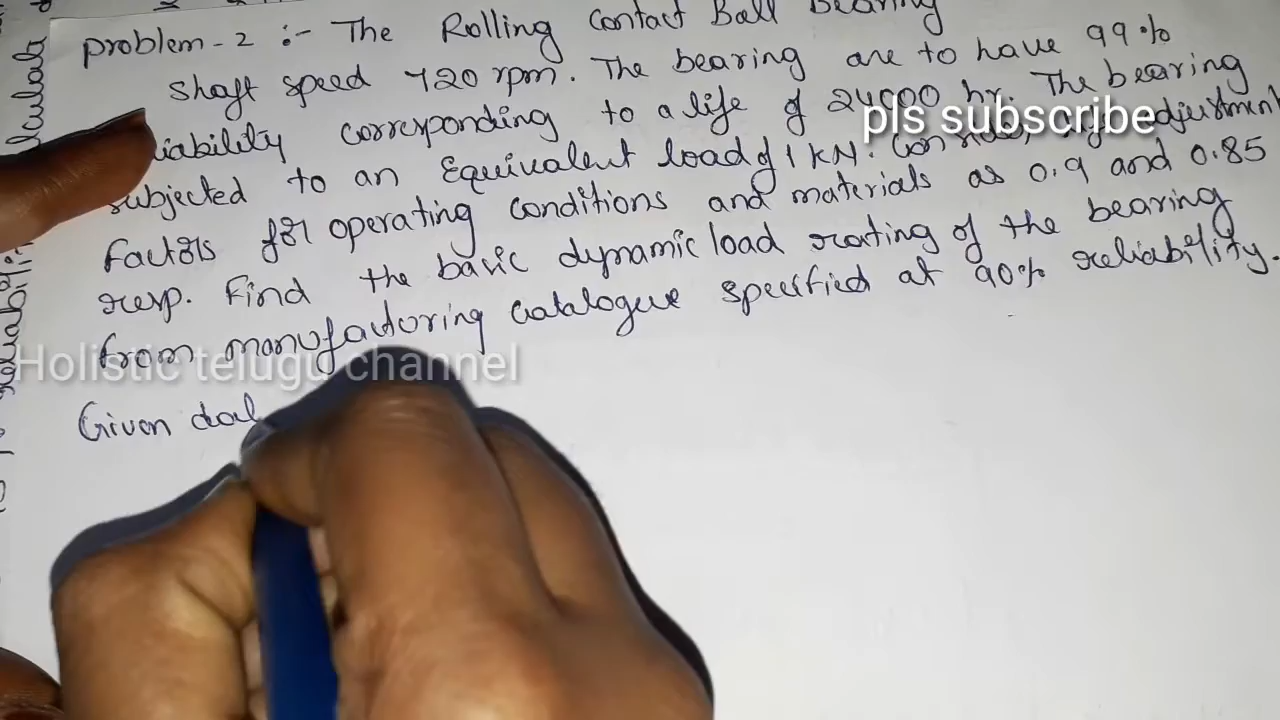 problem-2 :- The Rolling Contact Ball Bearing
shaft speed 720 rpm. The bearing are to have 99%
iability corresponding to a life of 24000 hr. The bearing
subjected to an Equivalent load of 1 KN. adjustment
factors for operating conditions and materials as 0.9 and 0.85
resp. Find the basic dynamic load rating of the bearing
from manufactoring catalogue specified at 90% reliability.
Given dat
pls subscribe
Holistic telugu channel